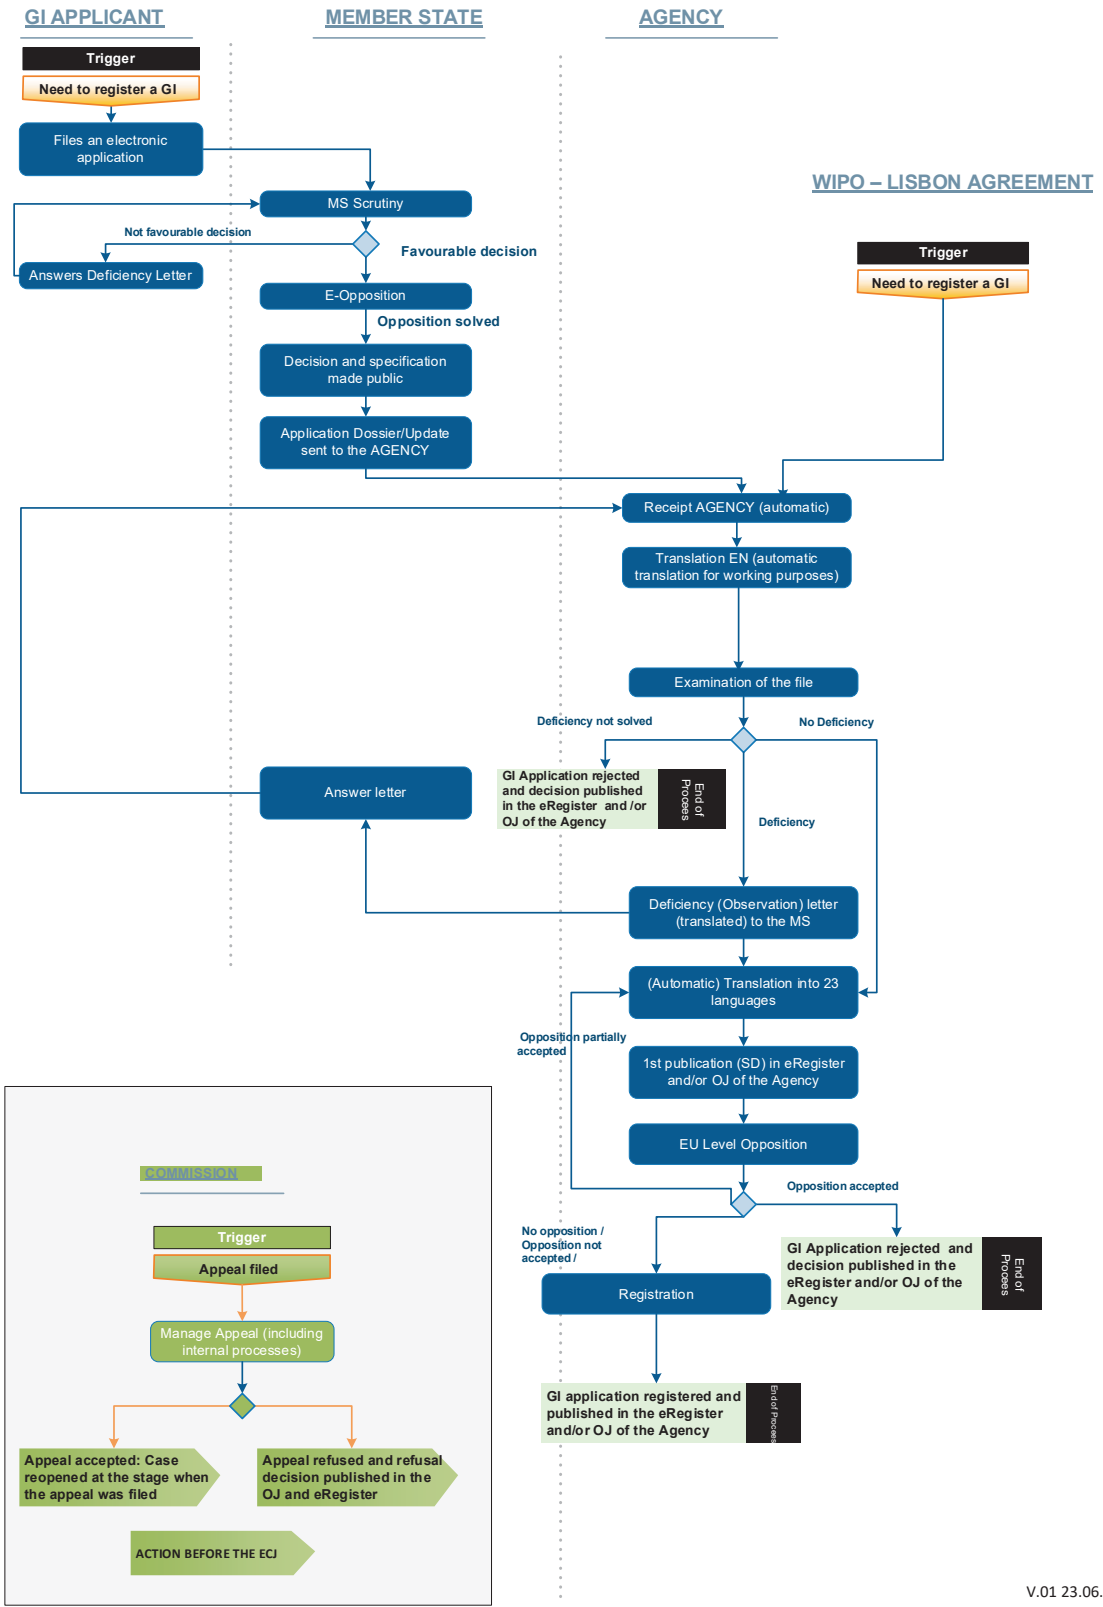 GI APPLICANT
MEMBER STATE
AGENCY
Trigger
Need to register a GI
Files an electronic
application
WIPO – LISBON AGREEMENT
MS Scrutiny
Not favourable decision
Favourable decision
Trigger
Answers Deficiency Letter
Need to register a GI
E-Opposition
Opposition solved
Decision and specification
made public
Application Dossier/Update
sent to the AGENCY
Receipt AGENCY (automatic)
Translation EN (automatic
translation for working purposes)
Examination of the file
Deficiency not solved
No Deficiency
GI Application rejected
and decision published
in the eRegister and /or
OJ of the Agency
End of
Procees
Answer letter
Deficiency
Deficiency (Observation) letter
(translated) to the MS
(Automatic) Translation into 23
languages
Opposition partially
accepted
1st publication (SD) in eRegister
and/or OJ of the Agency
EU Level Opposition
Opposition accepted
No opposition /
Opposition not
accepted /
GI Application rejected and
decision published in the
eRegister and/or OJ of the
Agency
End of
Procees
Registration
GI application registered and
published in the eRegister
and/or OJ of the Agency
End of Procees
COMMISSION
Trigger
Appeal filed
Manage Appeal (including
internal processes)
Appeal accepted: Case
reopened at the stage when
the appeal was filed
Appeal refused and refusal
decision published in the
OJ and eRegister
ACTION BEFORE THE ECJ
V.01 23.06.